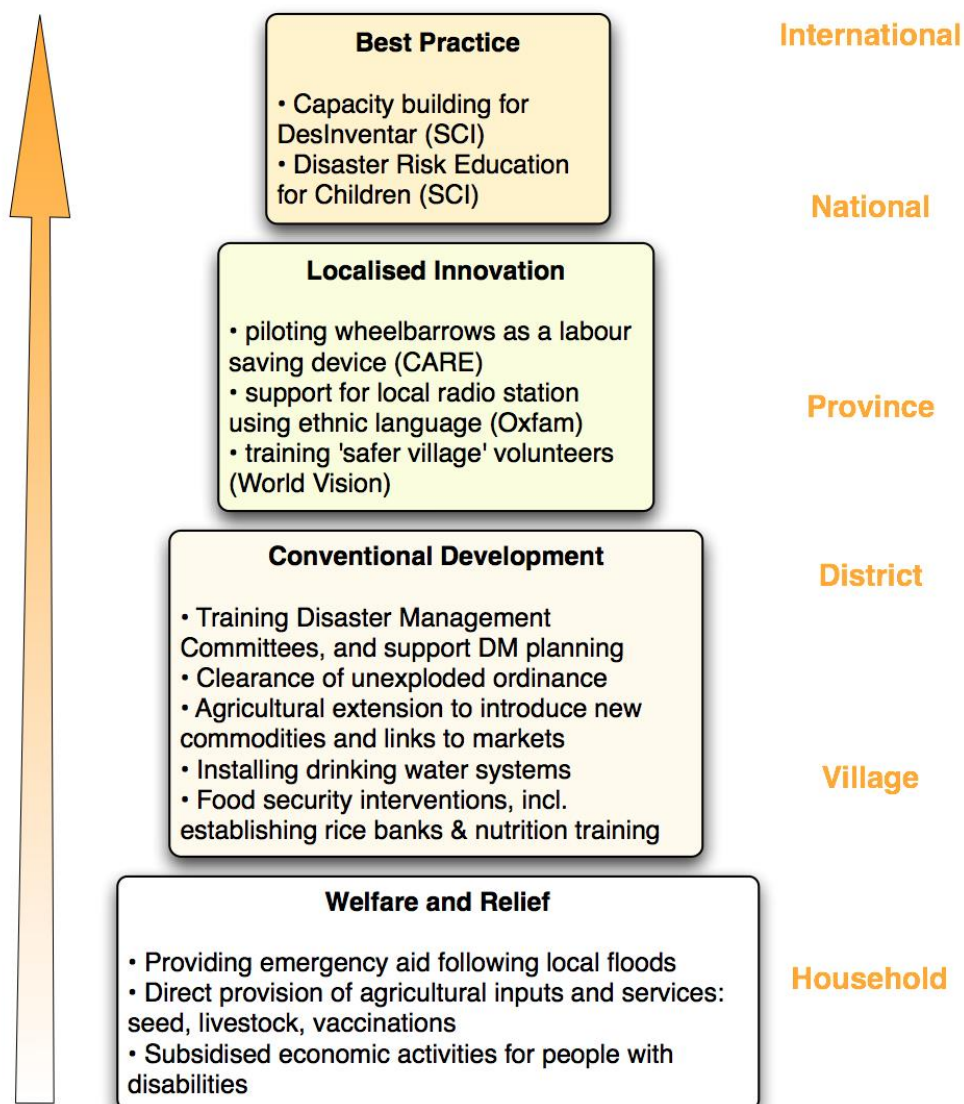 Best Practice
• Capacity building for
DesInventar (SCI)
• Disaster Risk Education
for Children (SCI)
Localised Innovation
• piloting wheelbarrows as a labour
saving device (CARE)
• support for local radio station
using ethnic language (Oxfam)
• training 'safer village' volunteers
(World Vision)
Conventional Development
• Training Disaster Management
Committees, and support DM planning
• Clearance of unexploded ordinance
• Agricultural extension to introduce new
commodities and links to markets
• Installing drinking water systems
• Food security interventions, incl.
establishing rice banks & nutrition training
Welfare and Relief
• Providing emergency aid following local floods
• Direct provision of agricultural inputs and services:
seed, livestock, vaccinations
• Subsidised economic activities for people with
disabilities
International
National
Province
District
Village
Household